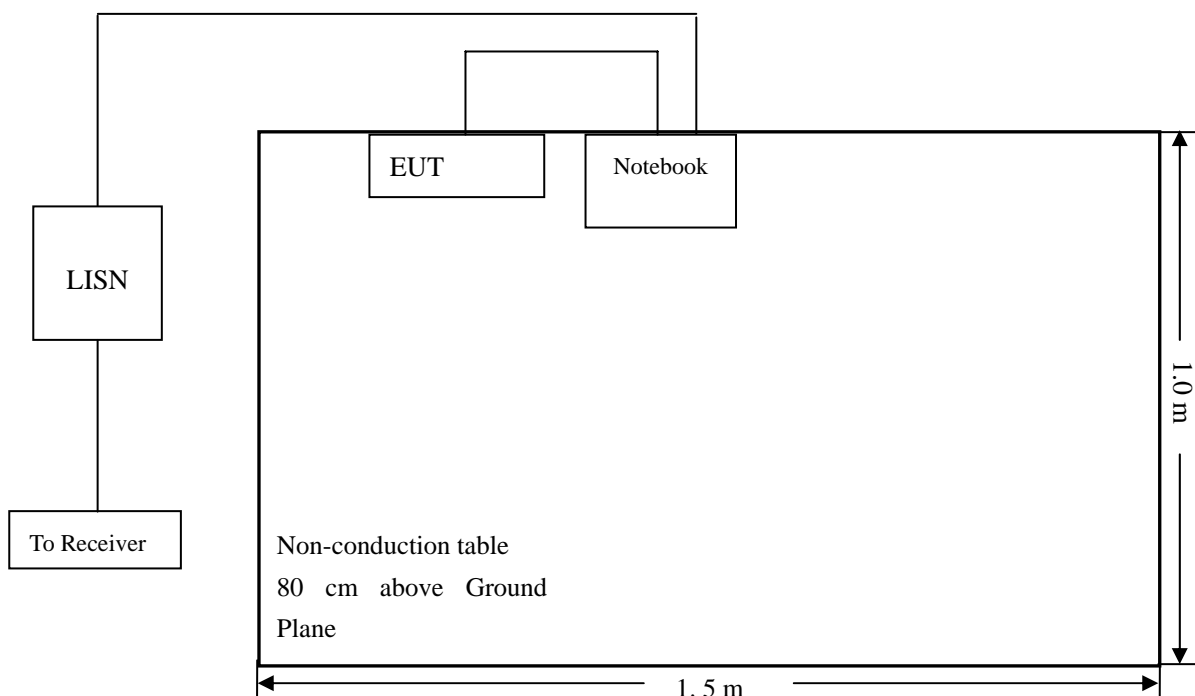 EUT
Notebook
LISN
To Receiver
Non-conduction table
80 cm above Ground
Plane
1.0 m
1. 5 m